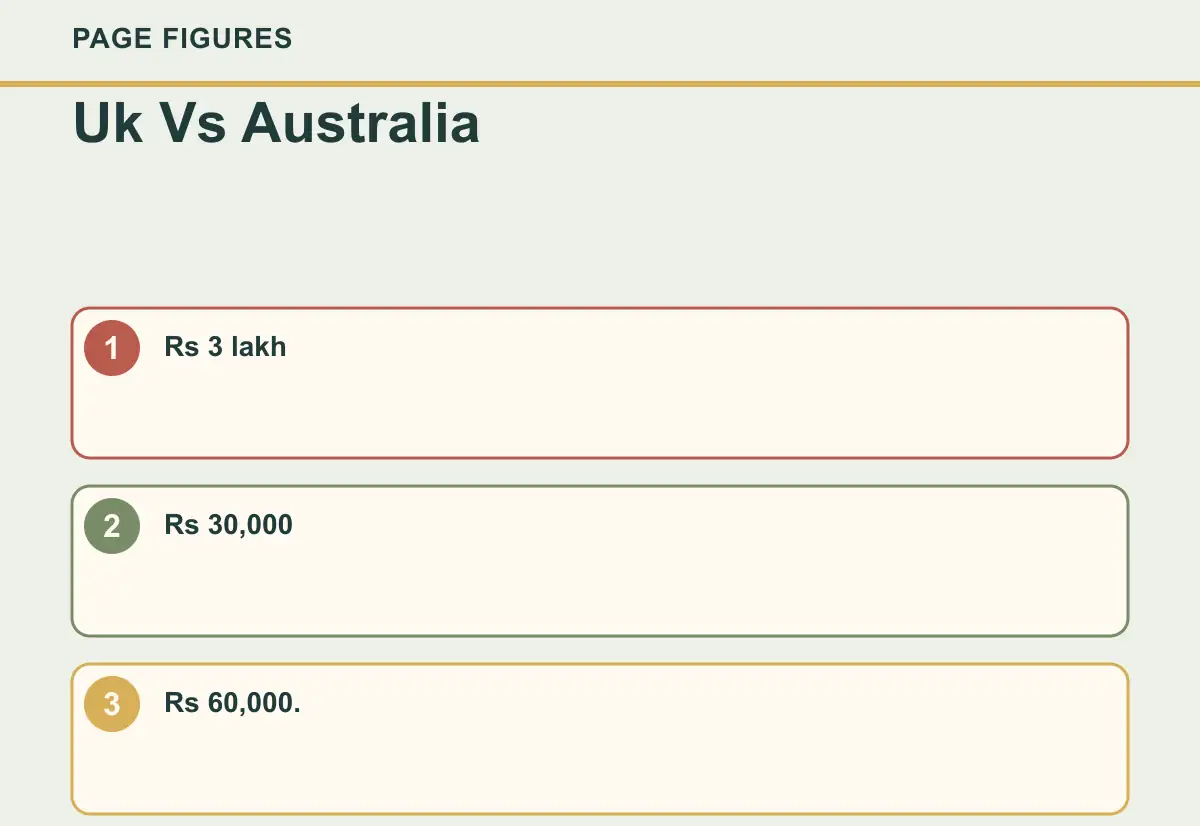 PAGE FIGURES
Uk Vs Australia
1 Rs 3 lakh
2 Rs 30,000
3 Rs 60,000.